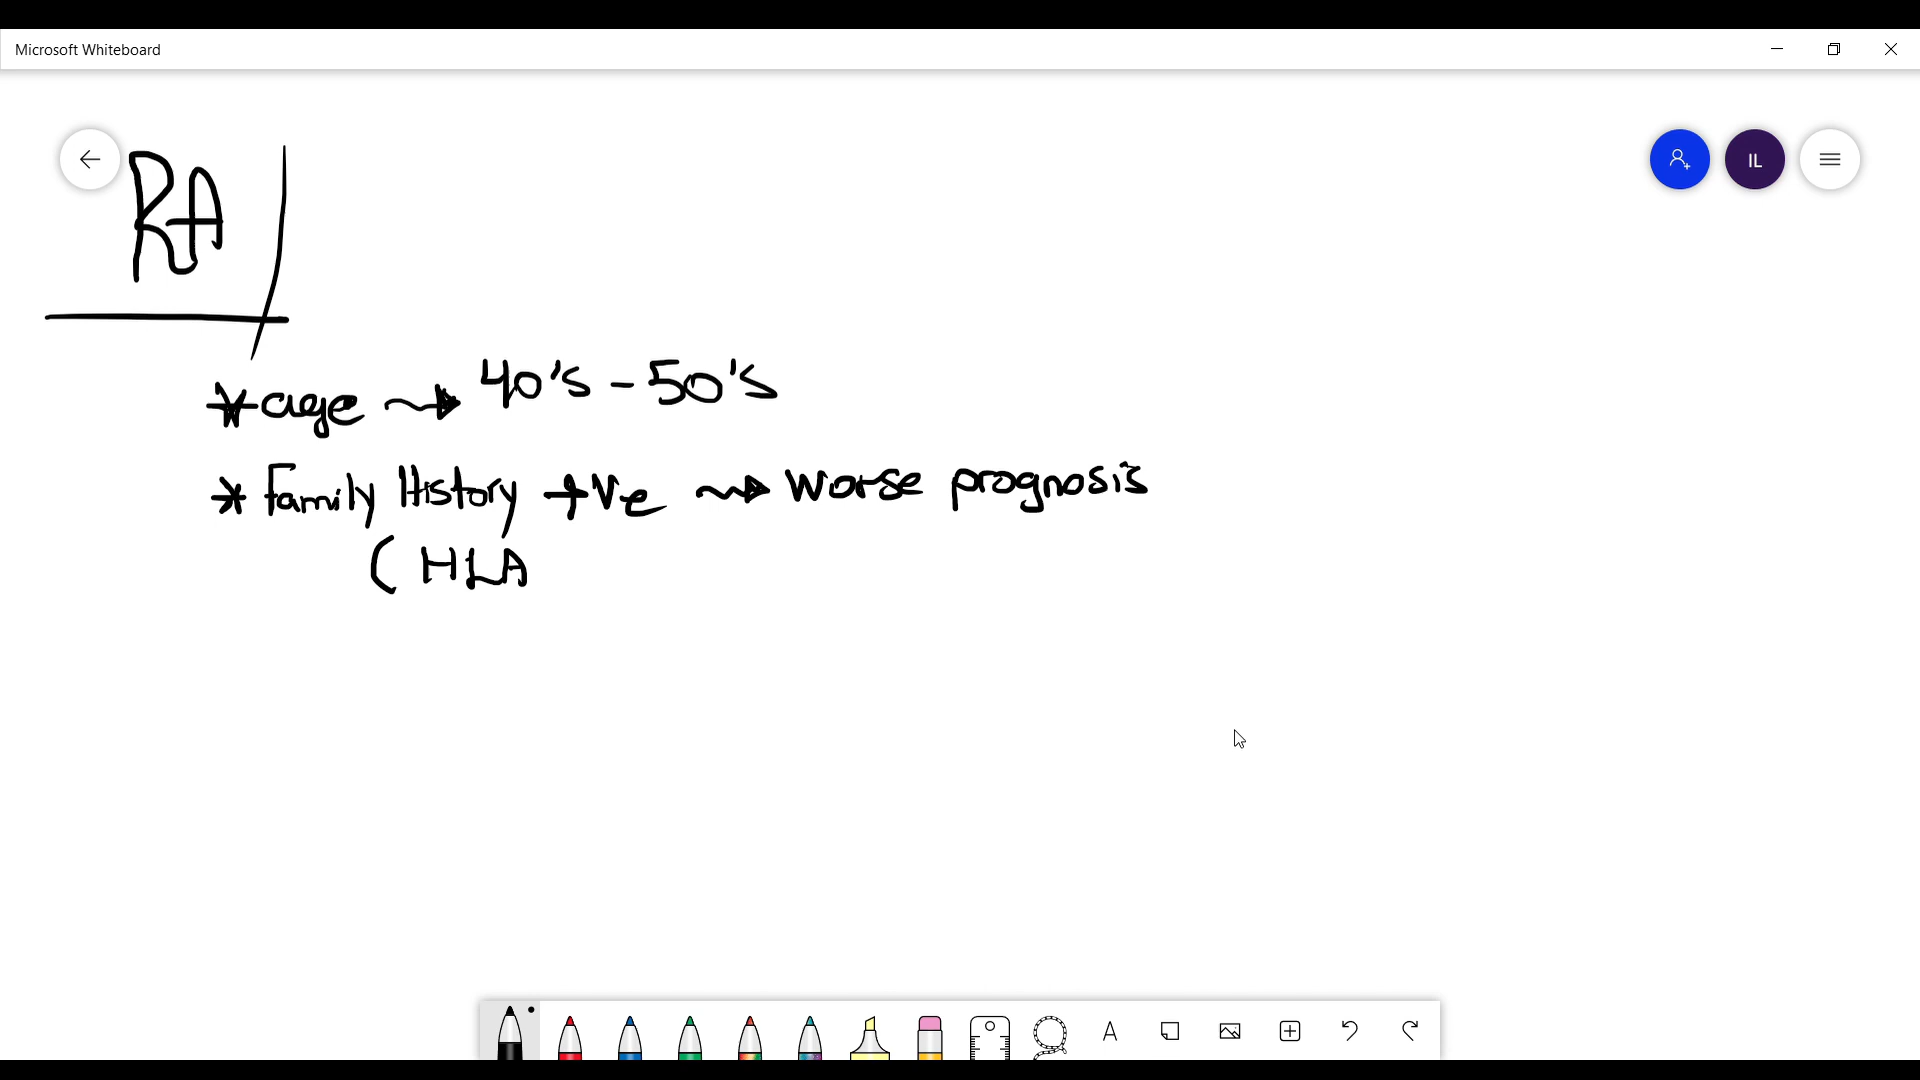 Microsoft Whiteboard
IL
RA
* age → 40's - 50's
* Family History +ve → worse prognosis
( HLA
A